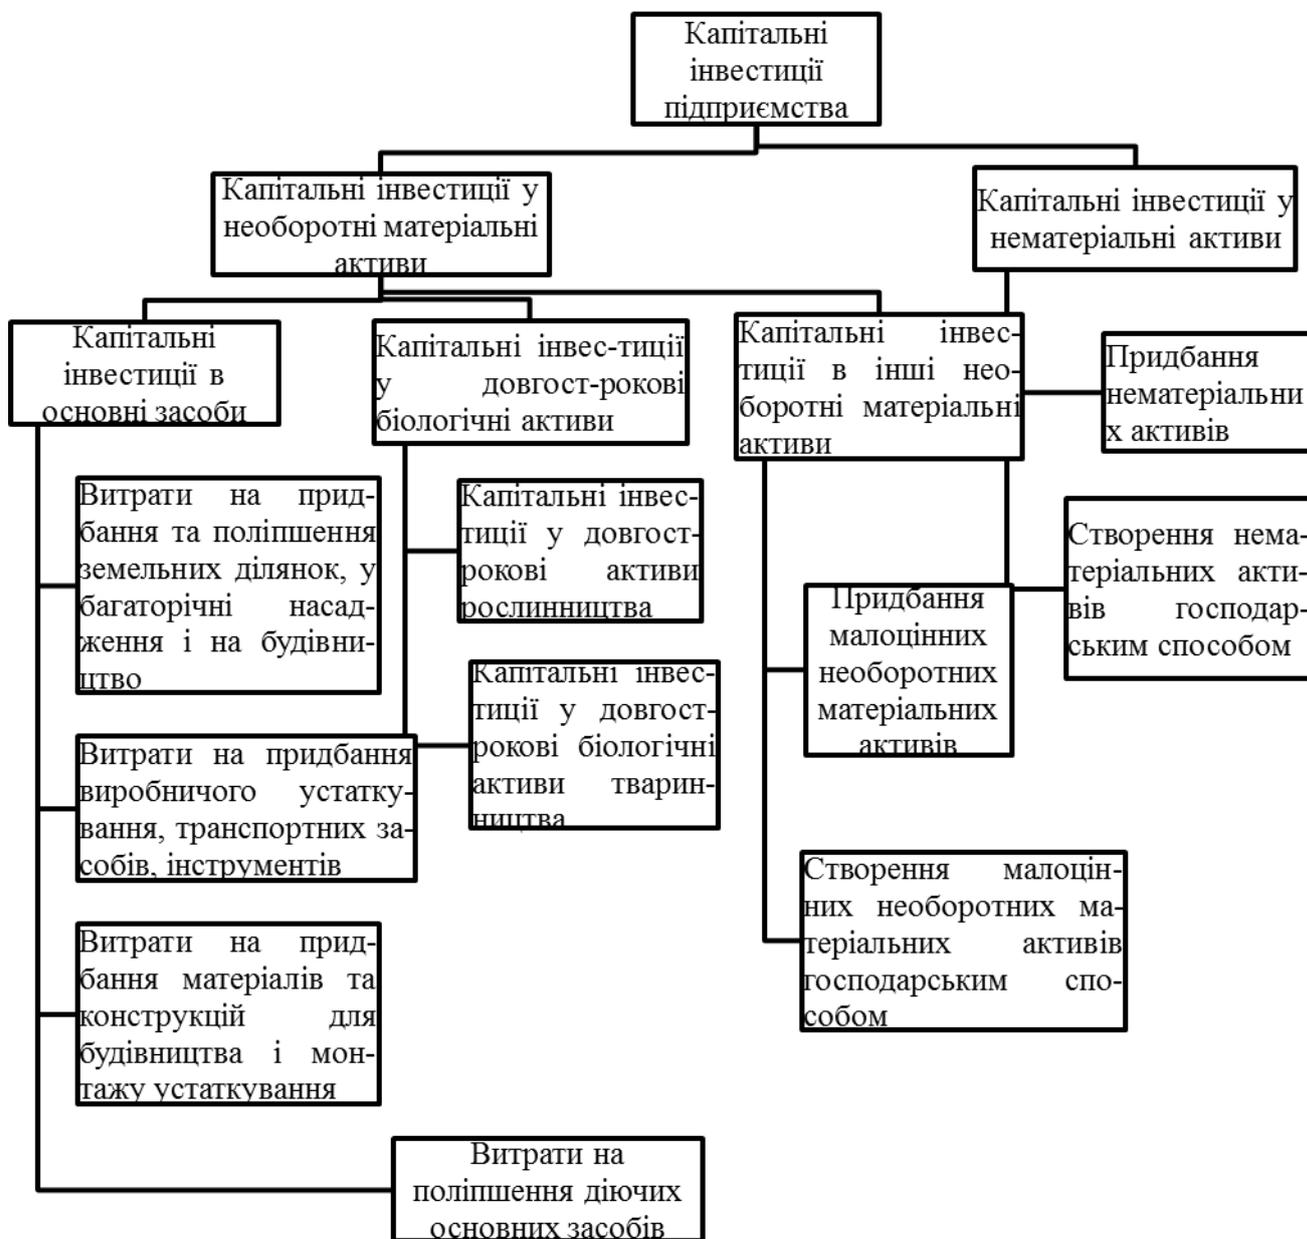 Капітальні
інвестиції
підприємства
Капітальні інвестиції у
необоротні матеріальні
активи
Капітальні інвестиції у
нематеріальні активи
Капітальні
інвестиції в
основні засоби
Капітальні інвес-тиції
у довгост-рокові
біологічні активи
Капітальні інвес-
тиції в інші нео-
боротні матеріальні
активи
Придбання
нематеріальни
х активів
Витрати на прид-
бання та поліпшення
земельних ділянок, у
багаторічні насад-
ження і на будівни-
цтво
Капітальні інвес-
тиції у довгост-
рокові активи
рослинництва
Створення нема-
теріальних акти-
вів господар-
ським способом
Придбання
малоцінних
необоротних
матеріальних
активів
Капітальні інвес-
тиції у довгост-
рокові біологічні
активи тварин-
ництва
Витрати на придбання
виробничого устатку-
вання, транспортних за-
собів, інструментів
Створення малоцін-
них необоротних ма-
теріальних активів
господарським спо-
собом
Витрати на прид-
бання матеріалів та
конструкцій для
будівництва і мон-
тажу устаткування
Витрати на
поліпшення діючих
основних засобів